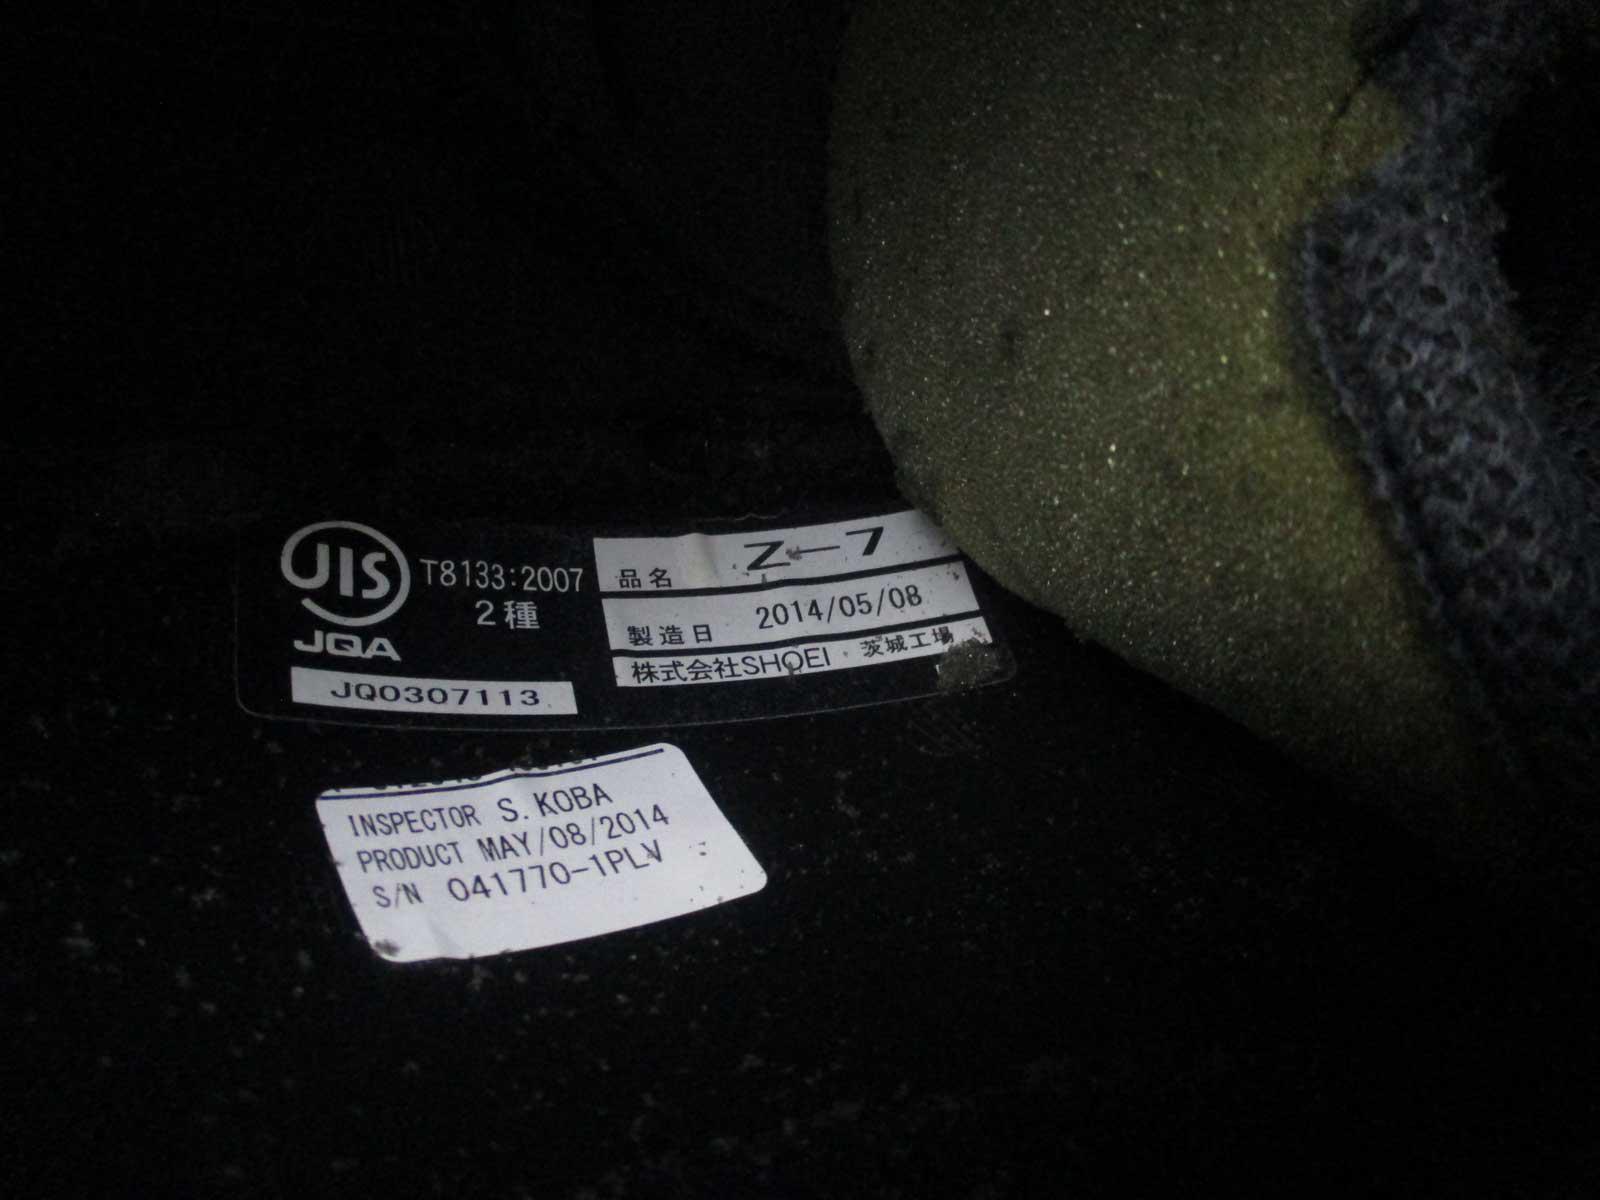 JIS
T8133:2007
2種
JQA
JQ0307113
品名 Z-7
製造日 2014/05/08
株式会社SHOEI 茨城工場
INSPECTOR S.KOBA
PRODUCT MAY/08/2014
S/N 041770-1PLV